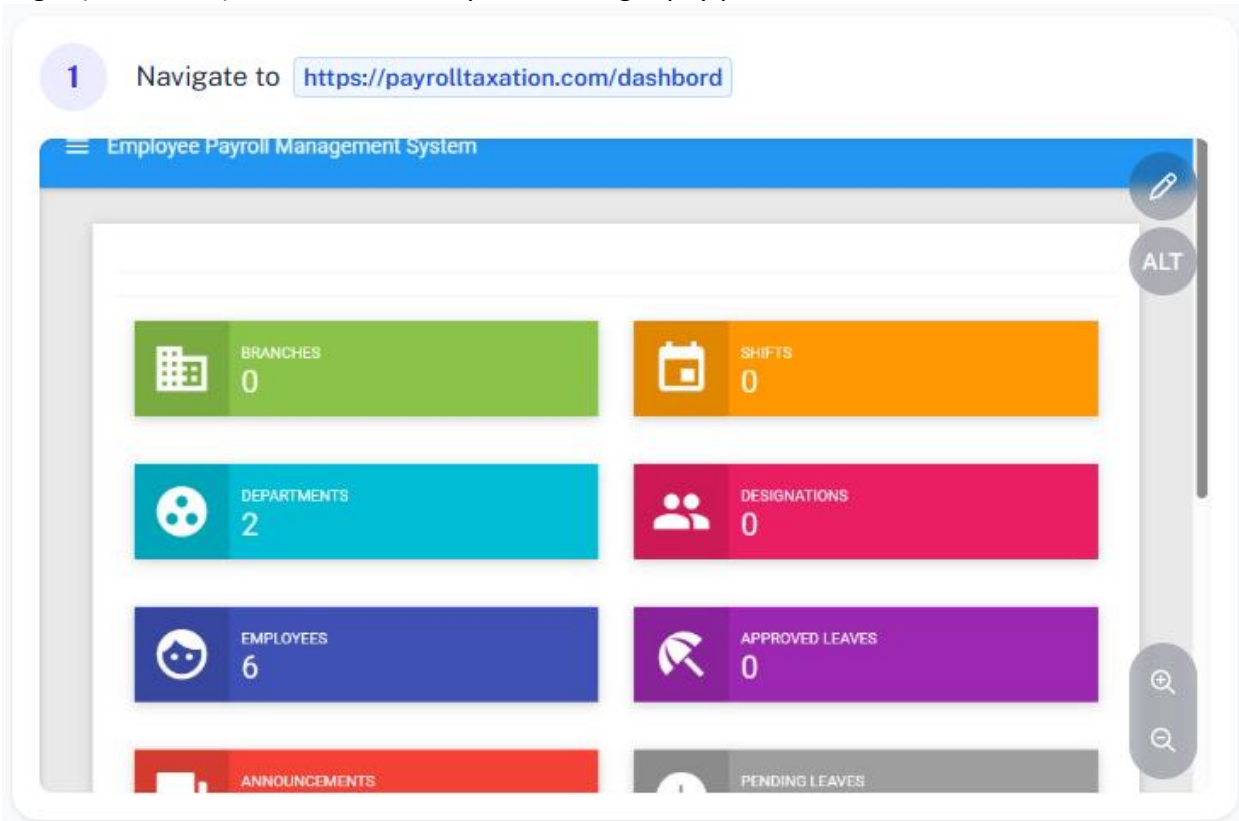 1 Navigate to https://payrolltaxation.com/dashbord
Employee Payroll Management System
ALT
BRANCHES
0
SHIFTS
0
DEPARTMENTS
2
DESIGNATIONS
0
EMPLOYEES
6
APPROVED LEAVES
0
ANNOUNCEMENTS
PENDING LEAVES